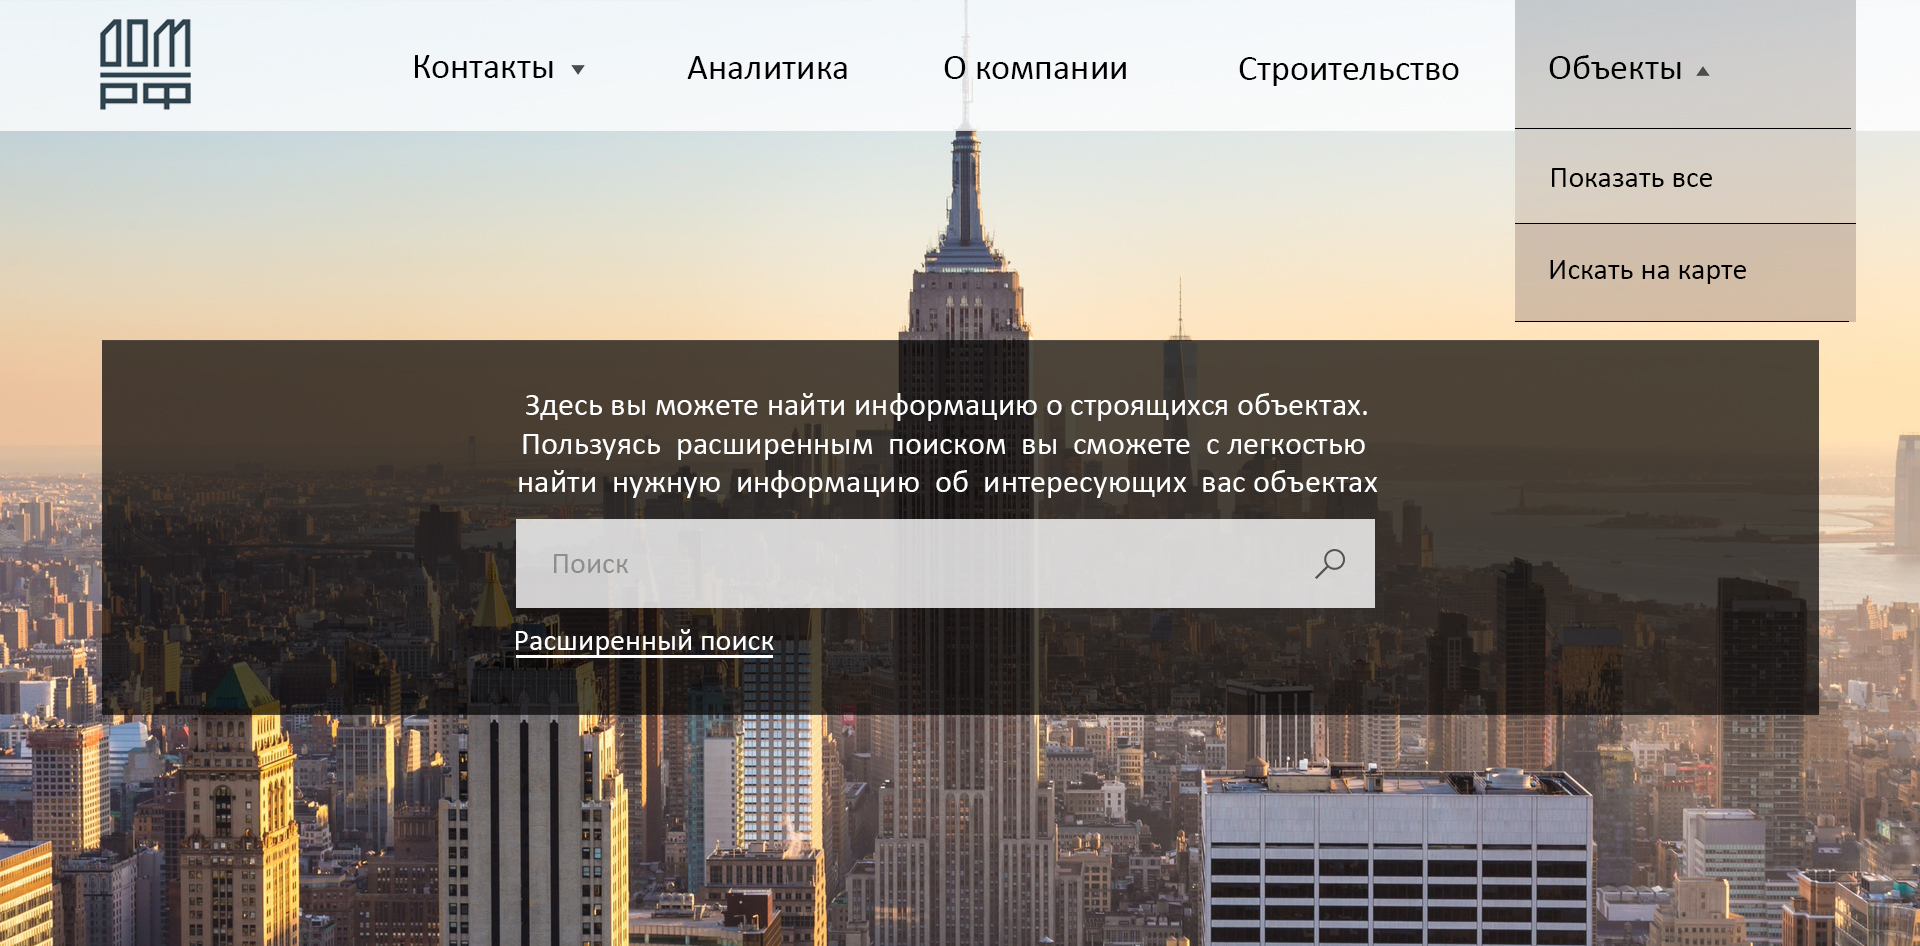 ДОМ
РФ
Контакты
Аналитика
О компании
Строительство
Объекты
Показать все
Искать на карте
Здесь вы можете найти информацию о строящихся объектах.
Пользуясь расширенным поиском вы сможете с легкостью
найти нужную информацию об интересующих вас объектах
Поиск
Расширенный поиск